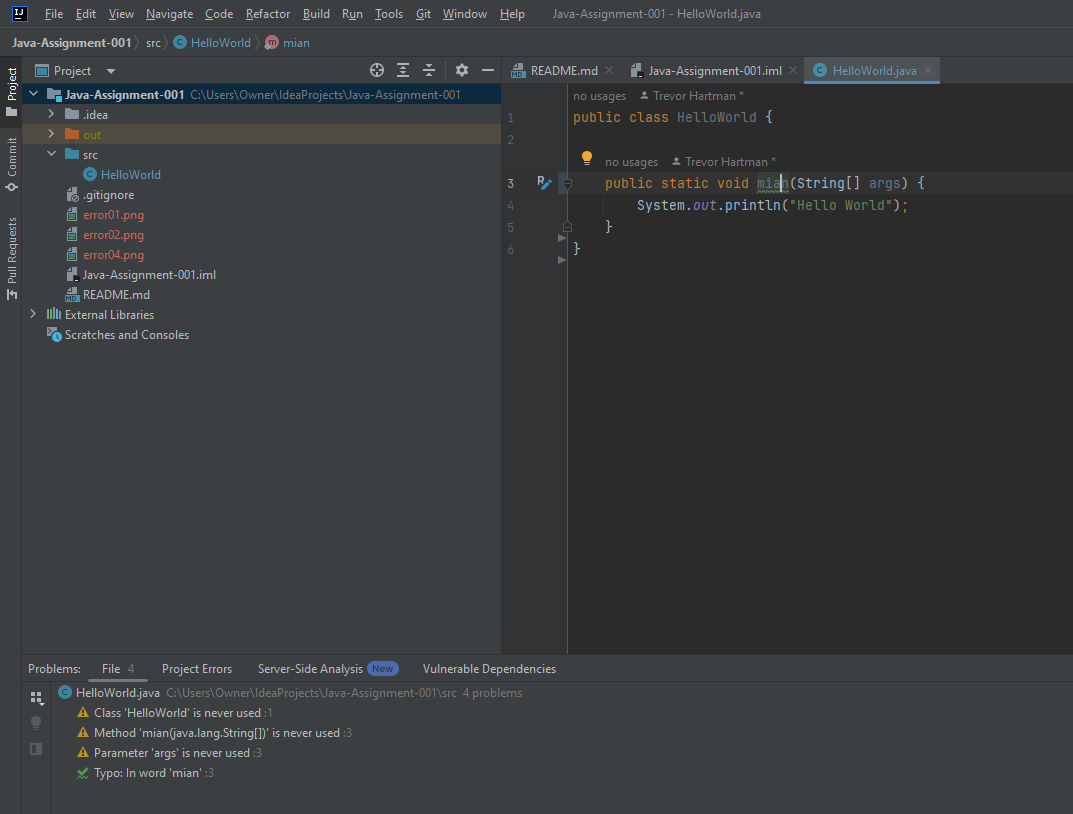 File Edit View Navigate Code Refactor Build Run Tools Git Window Help Java-Assignment-001 - HelloWorld.java
Java-Assignment-001 src HelloWorld mian
Project
Commit
Pull Requests
Project
Java-Assignment-001 C:\Users\Owner\IdeaProjects\Java-Assignment-001
.idea
out
src
HelloWorld
.gitignore
error01.png
error02.png
error04.png
Java-Assignment-001.iml
README.md
External Libraries
Scratches and Consoles
README.md Java-Assignment-001.iml HelloWorld.java
no usages Trevor Hartman *
1 public class HelloWorld {
2
no usages Trevor Hartman *
3 public static void mian(String[] args) {
4 System.out.println("Hello World");
5 }
6 }
Problems: File 4 Project Errors Server-Side Analysis New Vulnerable Dependencies
HelloWorld.java C:\Users\Owner\IdeaProjects\Java-Assignment-001\src 4 problems
Class 'HelloWorld' is never used :1
Method 'mian(java.lang.String[])' is never used :3
Parameter 'args' is never used :3
Typo: In word 'mian' :3